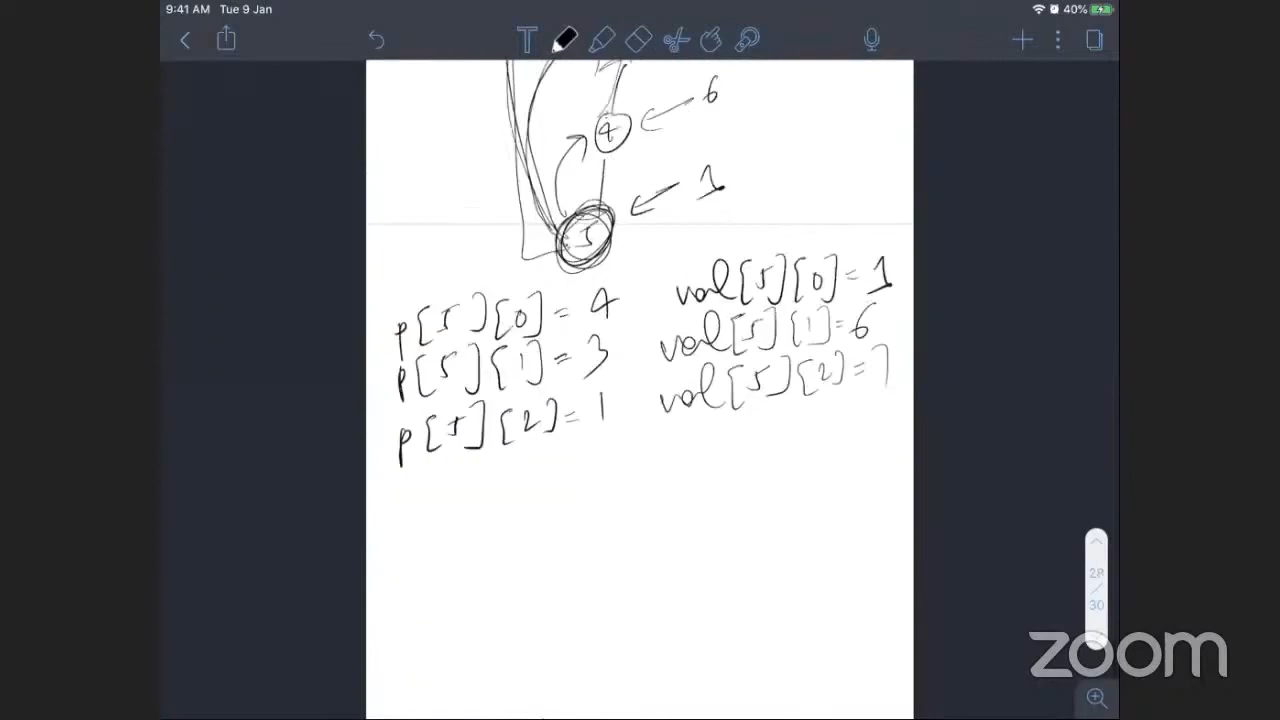 9:41 AM Tue 9 Jan
40%
6
4
1
5
val[5][0]=1
p[5][0]=4
val[5][1]=6
p[5][1]=3
val[5][2]=7
p[5][2]=1
28
/
30
zoom